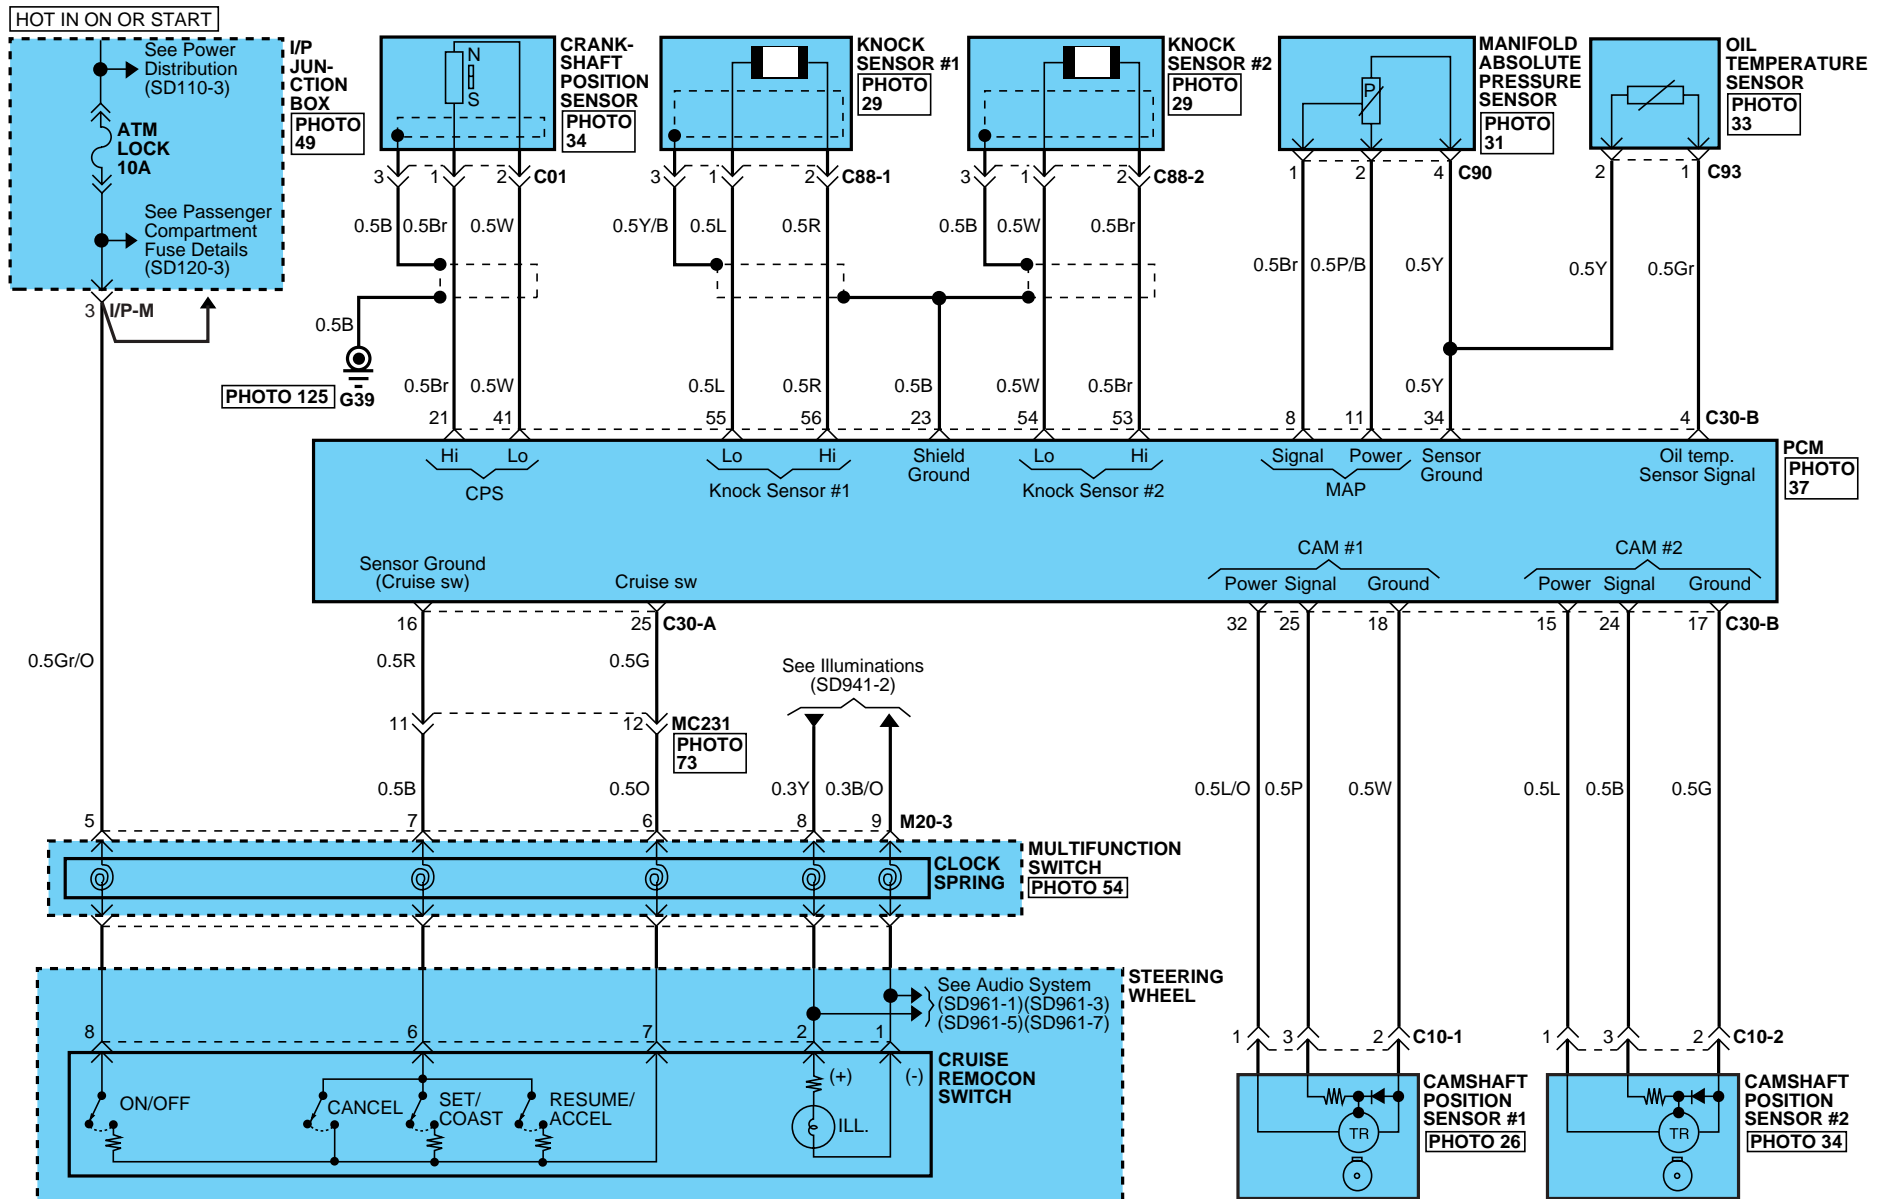 HOT IN ON OR START
See Power
Distribution
(SD110-3)
ATM
LOCK
10A
See Passenger
Compartment
Fuse Details
(SD120-3)
I/P
JUN-
CTION
BOX
PHOTO
49
3 I/P-M
N
S
CRANK-
SHAFT
POSITION
SENSOR
PHOTO
34
KNOCK
SENSOR #1
PHOTO
29
KNOCK
SENSOR #2
PHOTO
29
P
MANIFOLD
ABSOLUTE
PRESSURE
SENSOR
PHOTO
31
OIL
TEMPERATURE
SENSOR
PHOTO
33
3 1 2 C01
3 1 2 C88-1
3 1 2 C88-2
1 2 4 C90
2 1 C93
0.5B 0.5Br 0.5W
0.5Y/B 0.5L 0.5R
0.5B 0.5W 0.5Br
0.5Br 0.5P/B 0.5Y
0.5Y 0.5Gr
0.5B
PHOTO 125 G39
0.5Br 0.5W 0.5L 0.5R 0.5B 0.5W 0.5Br 0.5Y
21 41 55 56 23 54 53 8 11 34 4 C30-B
Hi Lo
CPS
Lo Hi
Knock Sensor #1
Shield
Ground
Lo Hi
Knock Sensor #2
Signal Power
MAP
Sensor
Ground
Oil temp.
Sensor Signal
PCM
PHOTO
37
Sensor Ground
(Cruise sw)
Cruise sw
CAM #1
Power Signal Ground
CAM #2
Power Signal Ground
16 25 C30-A
32 25 18 15 24 17 C30-B
0.5Gr/O 0.5R 0.5G
See Illuminations
(SD941-2)
11 12 MC231
PHOTO
73
0.5B 0.5O 0.3Y 0.3B/O
0.5L/O 0.5P 0.5W 0.5L 0.5B 0.5G
5 7 6 8 9 M20-3
CLOCK
SPRING
MULTIFUNCTION
SWITCH
PHOTO 54
STEERING
WHEEL
See Audio System
(SD961-1)(SD961-3)
(SD961-5)(SD961-7)
8 6 7 2 1
1 3 2 C10-1
1 3 2 C10-2
ON/OFF
CANCEL
SET/
COAST
RESUME/
ACCEL
(+) (-)
ILL.
CRUISE
REMOCON
SWITCH
TR
CAMSHAFT
POSITION
SENSOR #1
PHOTO 26
TR
CAMSHAFT
POSITION
SENSOR #2
PHOTO 34